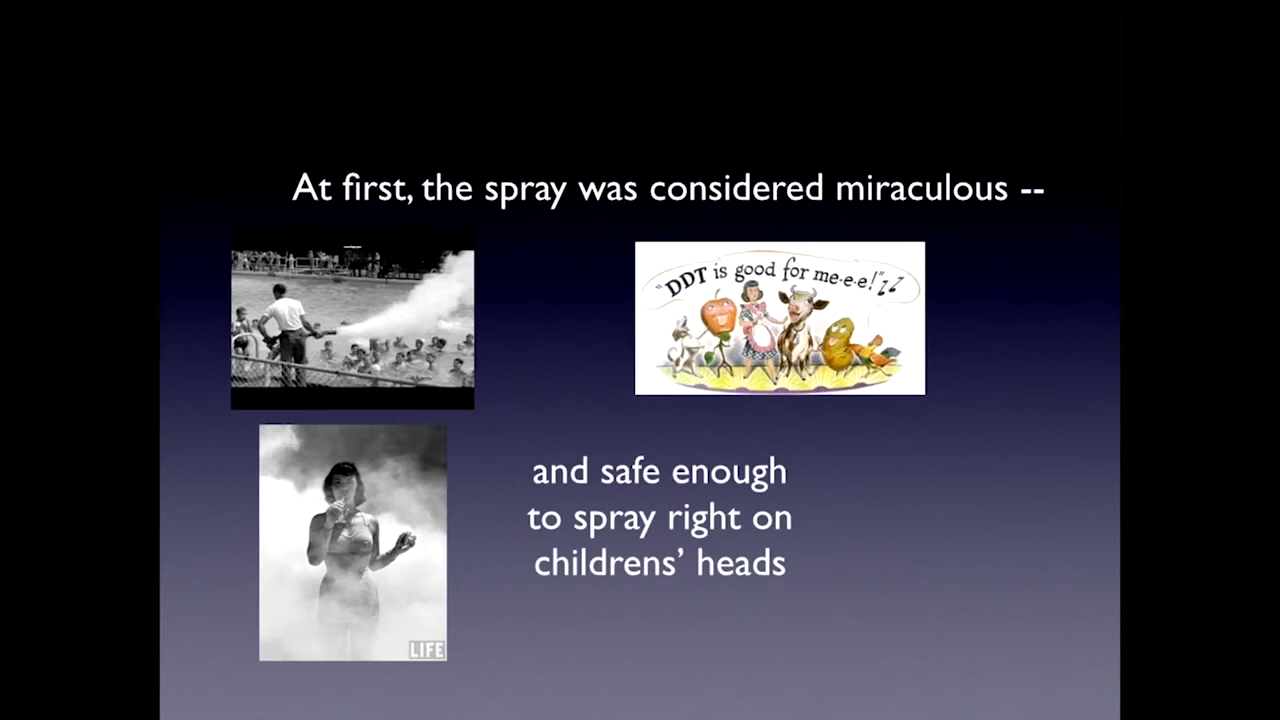 At first, the spray was considered miraculous --
"DDT is good for me-e-e!"
and safe enough
to spray right on
childrens’ heads
LIFE